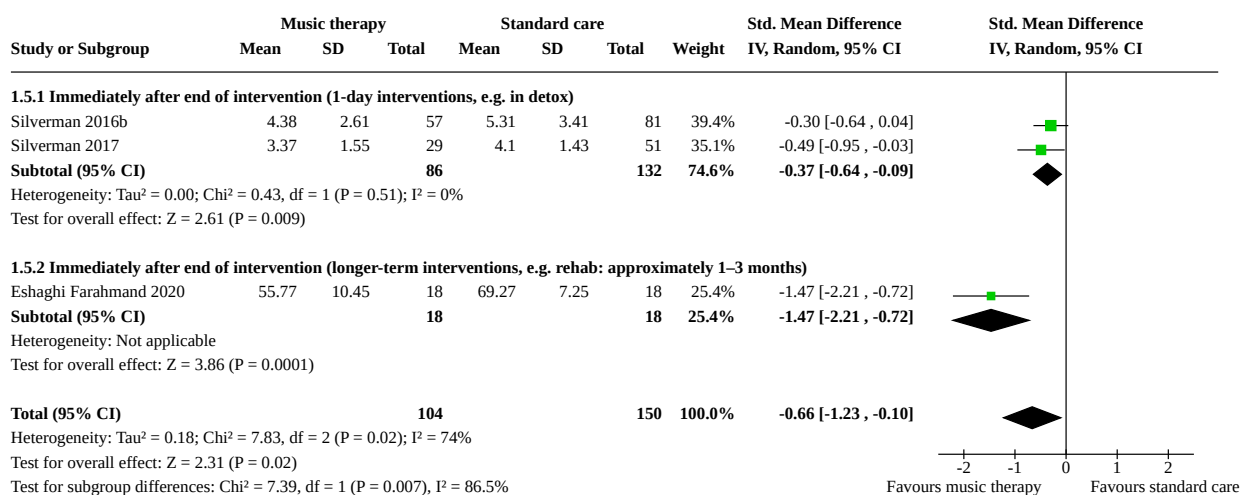 Music therapy Standard care Std. Mean Difference Std. Mean Difference
Study or Subgroup Mean SD Total Mean SD Total Weight IV, Random, 95% CI IV, Random, 95% CI
1.5.1 Immediately after end of intervention (1-day interventions, e.g. in detox)
Silverman 2016b 4.38 2.61 57 5.31 3.41 81 39.4% -0.30 [-0.64 , 0.04]
Silverman 2017 3.37 1.55 29 4.1 1.43 51 35.1% -0.49 [-0.95 , -0.03]
Subtotal (95% CI) 86 132 74.6% -0.37 [-0.64 , -0.09]
Heterogeneity: Tau² = 0.00; Chi² = 0.43, df = 1 (P = 0.51); I² = 0%
Test for overall effect: Z = 2.61 (P = 0.009)
1.5.2 Immediately after end of intervention (longer-term interventions, e.g. rehab: approximately 1–3 months)
Eshaghi Farahmand 2020 55.77 10.45 18 69.27 7.25 18 25.4% -1.47 [-2.21 , -0.72]
Subtotal (95% CI) 18 18 25.4% -1.47 [-2.21 , -0.72]
Heterogeneity: Not applicable
Test for overall effect: Z = 3.86 (P = 0.0001)
Total (95% CI) 104 150 100.0% -0.66 [-1.23 , -0.10]
Heterogeneity: Tau² = 0.18; Chi² = 7.83, df = 2 (P = 0.02); I² = 74%
Test for overall effect: Z = 2.31 (P = 0.02)
-2 -1 0 1 2
Test for subgroup differences: Chi² = 7.39, df = 1 (P = 0.007), I² = 86.5% Favours music therapy Favours standard care